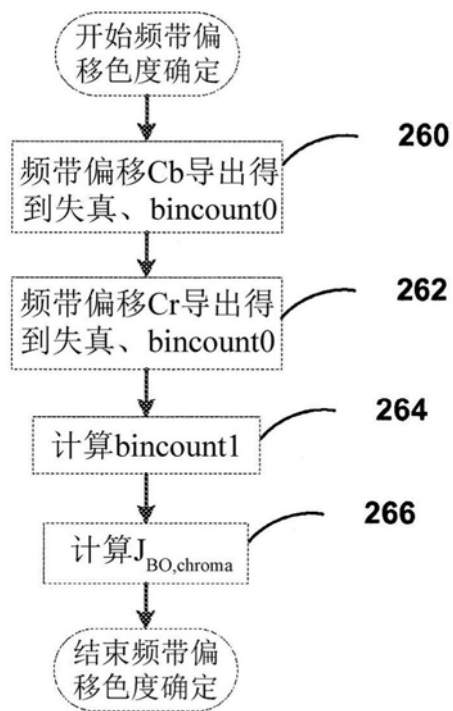 开始频带偏
移色度确定
260
频带偏移Cb导出得
到失真、bincount0
262
频带偏移Cr导出得
到失真、bincount0
264
计算bincount1
266
计算J_BO,chroma
结束频带偏
移色度确定